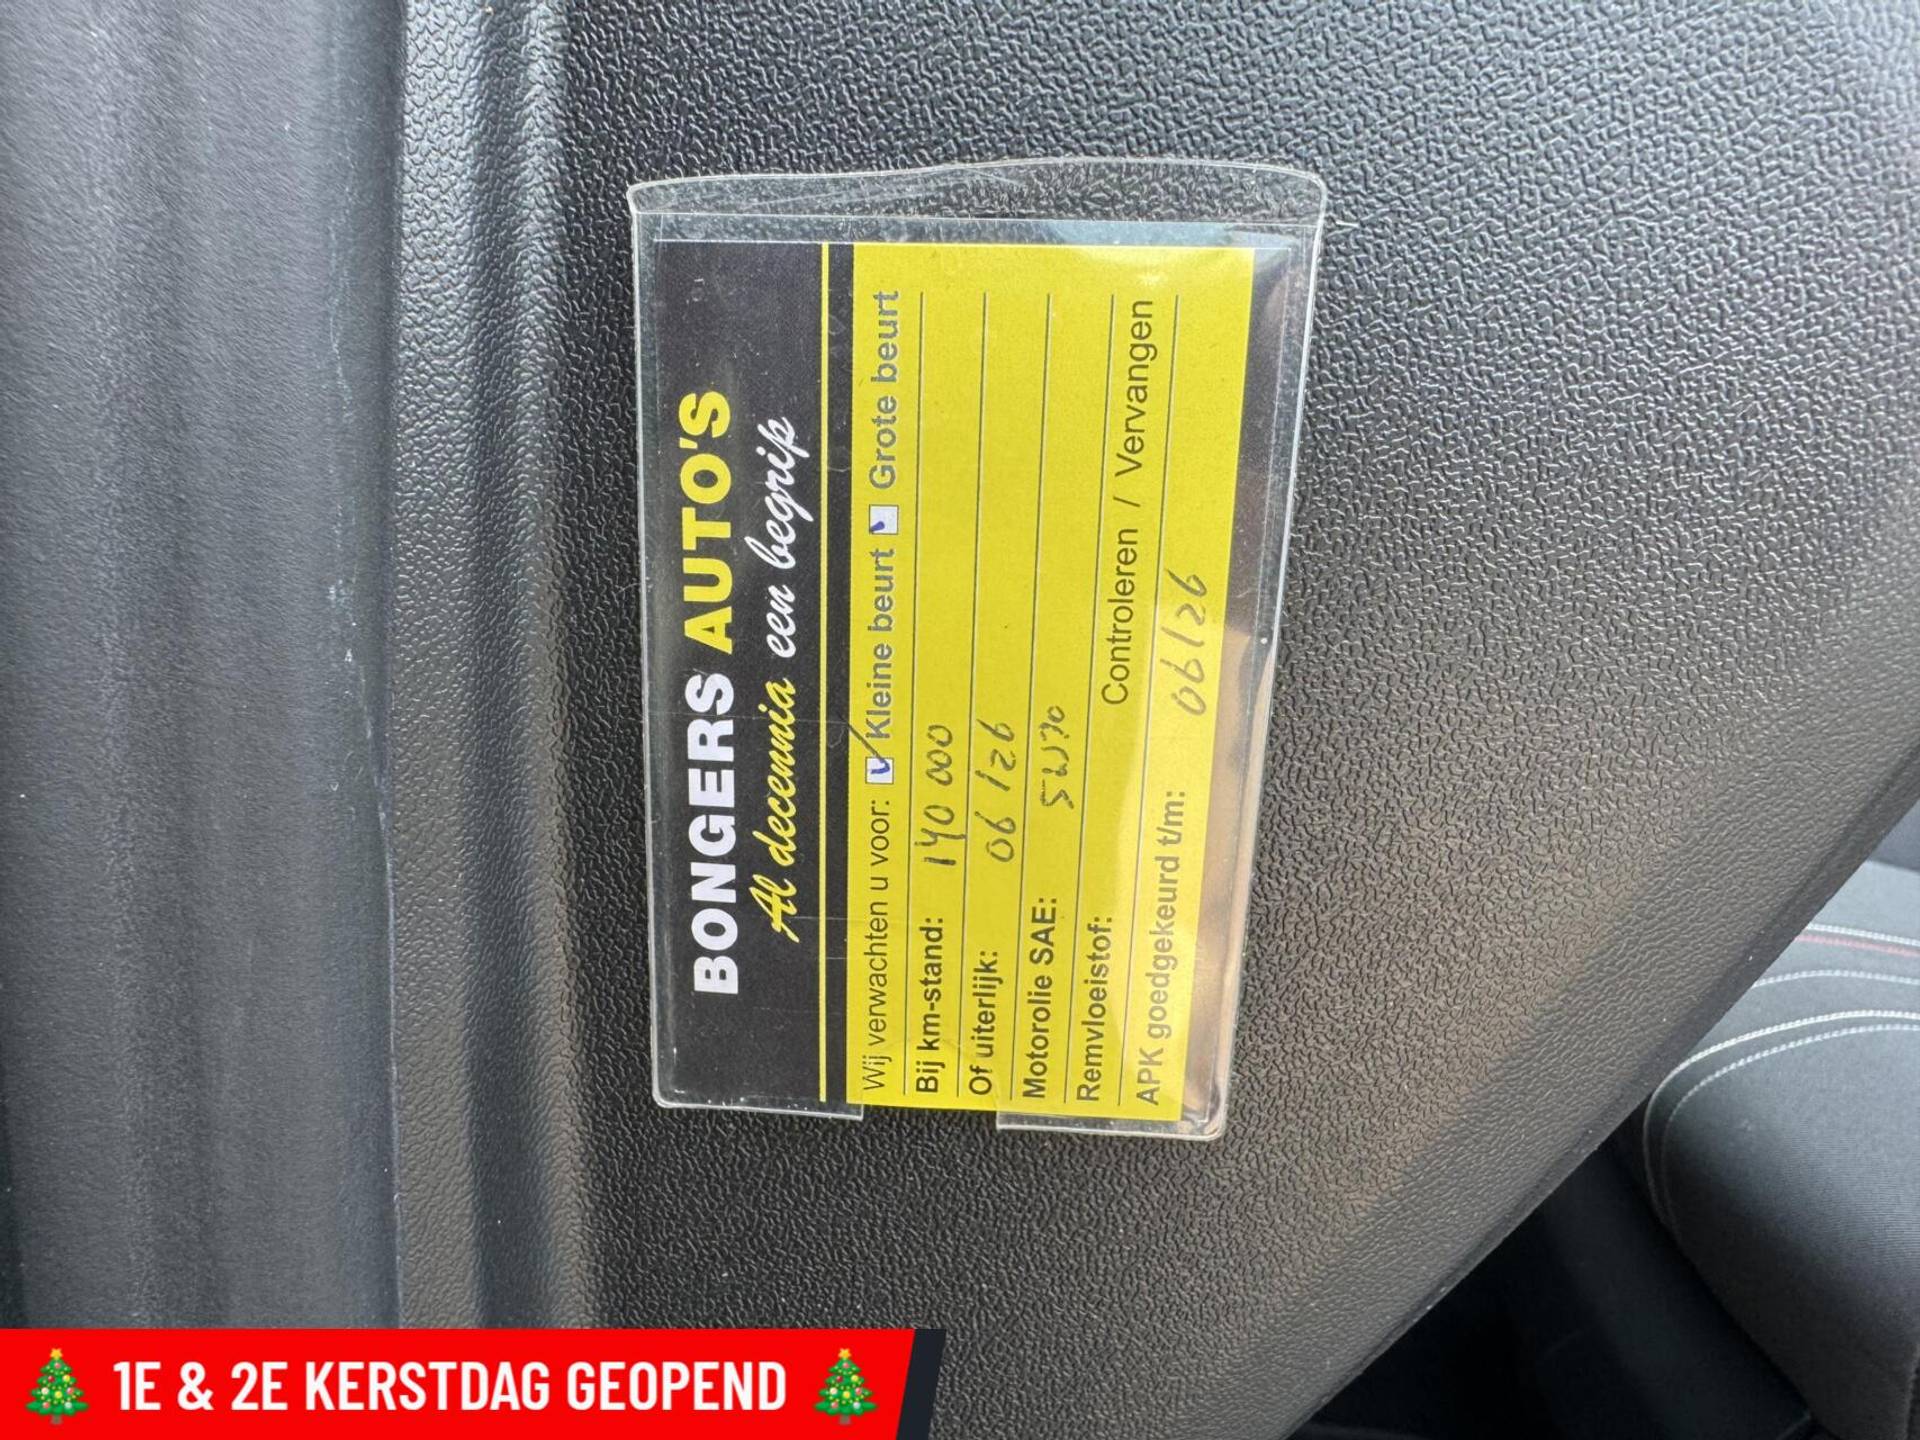 BONGERS AUTO'S
Al decennia een begrip
Wij verwachten u voor: Kleine beurt Grote beurt
Bij km-stand: 140 000
Of uiterlijk: 06/26
Motorolie SAE: 5W30
Remvloeistof: Controleren / Vervangen
APK goedgekeurd t/m: 06/26
1E & 2E KERSTDAG GEOPEND